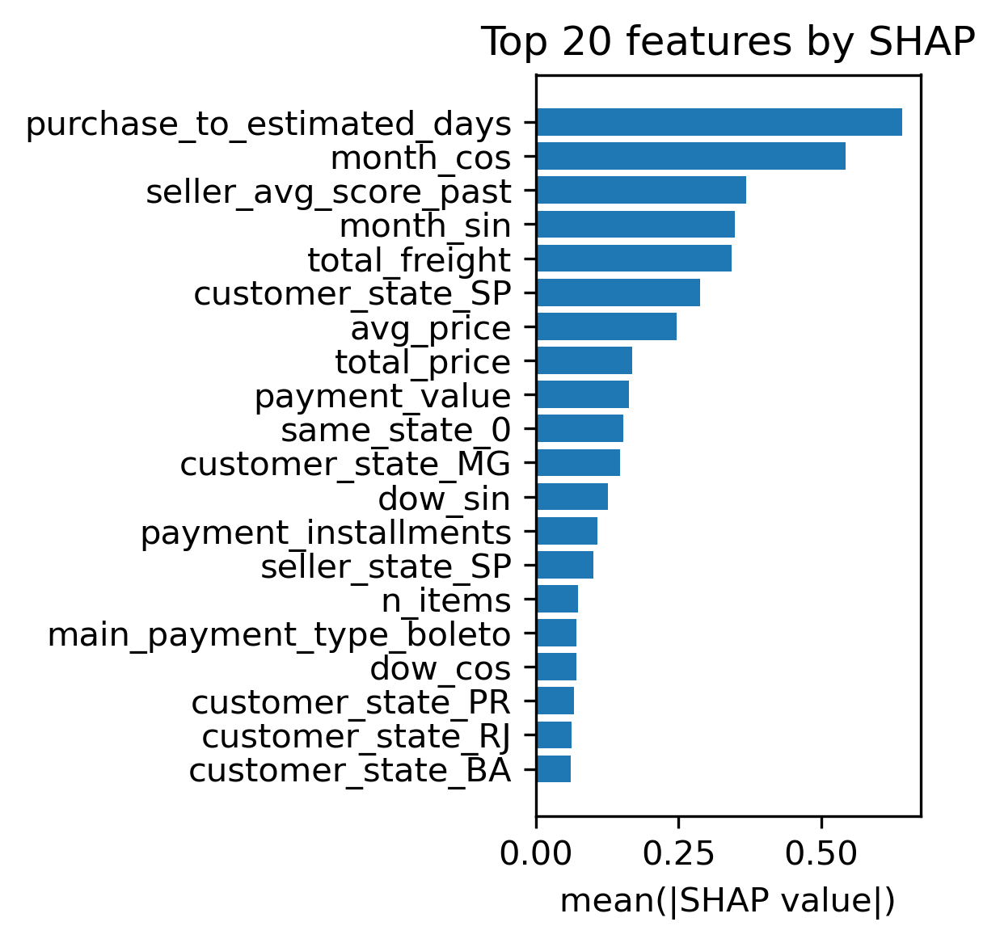 Top 20 features by SHAP
purchase_to_estimated_days
month_cos
seller_avg_score_past
month_sin
total_freight
customer_state_SP
avg_price
total_price
payment_value
same_state_0
customer_state_MG
dow_sin
payment_installments
seller_state_SP
n_items
main_payment_type_boleto
dow_cos
customer_state_PR
customer_state_RJ
customer_state_BA
0.00 0.25 0.50
mean(|SHAP value|)